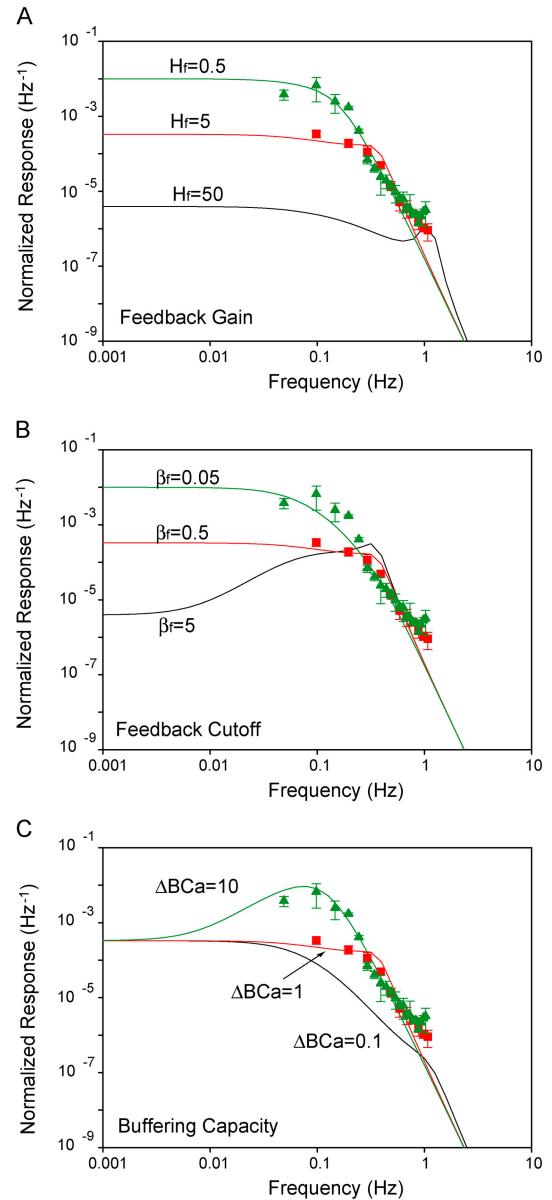 A
Normalized Response (Hz⁻¹)
10⁻¹
10⁻³
10⁻⁵
10⁻⁷
10⁻⁹
Hf=0.5
Hf=5
Hf=50
Feedback Gain
0.001 0.01 0.1 1 10
Frequency (Hz)
B
Normalized Response (Hz⁻¹)
10⁻¹
10⁻³
10⁻⁵
10⁻⁷
10⁻⁹
βf=0.05
βf=0.5
βf=5
Feedback Cutoff
0.001 0.01 0.1 1 10
Frequency (Hz)
C
Normalized Response (Hz⁻¹)
10⁻¹
10⁻³
10⁻⁵
10⁻⁷
10⁻⁹
ΔBCa=10
ΔBCa=1
ΔBCa=0.1
Buffering Capacity
0.001 0.01 0.1 1 10
Frequency (Hz)